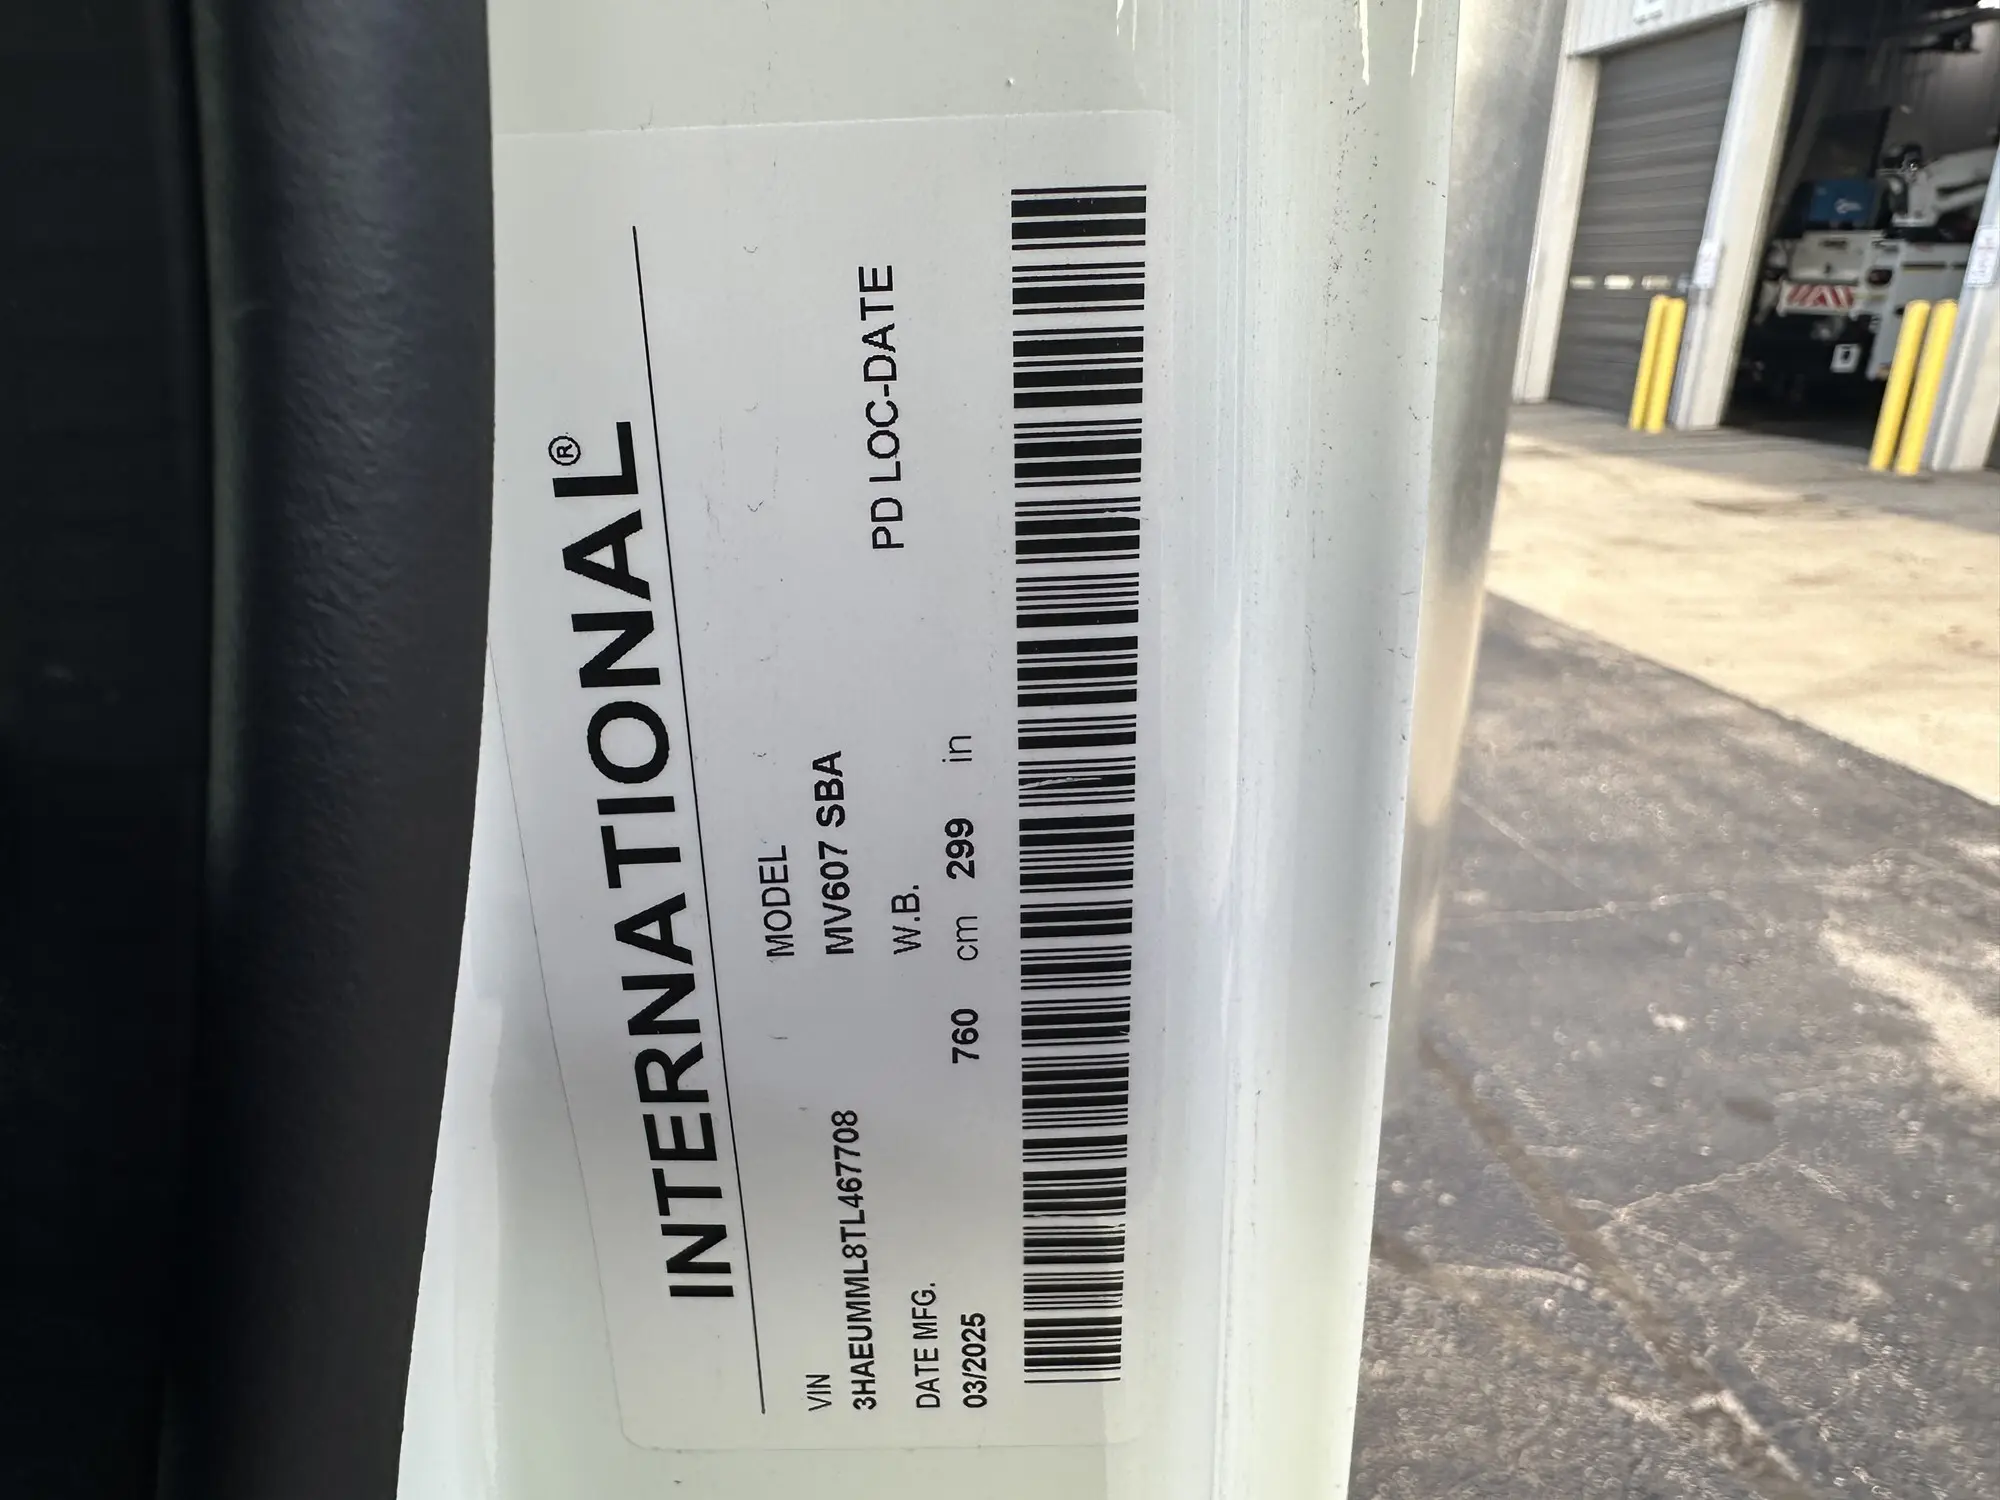 INTERNATIONAL®
VIN
3HAEUMML8TL467708
MODEL
MV607 SBA
DATE MFG.
03/2025
W.B.
760 cm 299 in
PD LOC-DATE